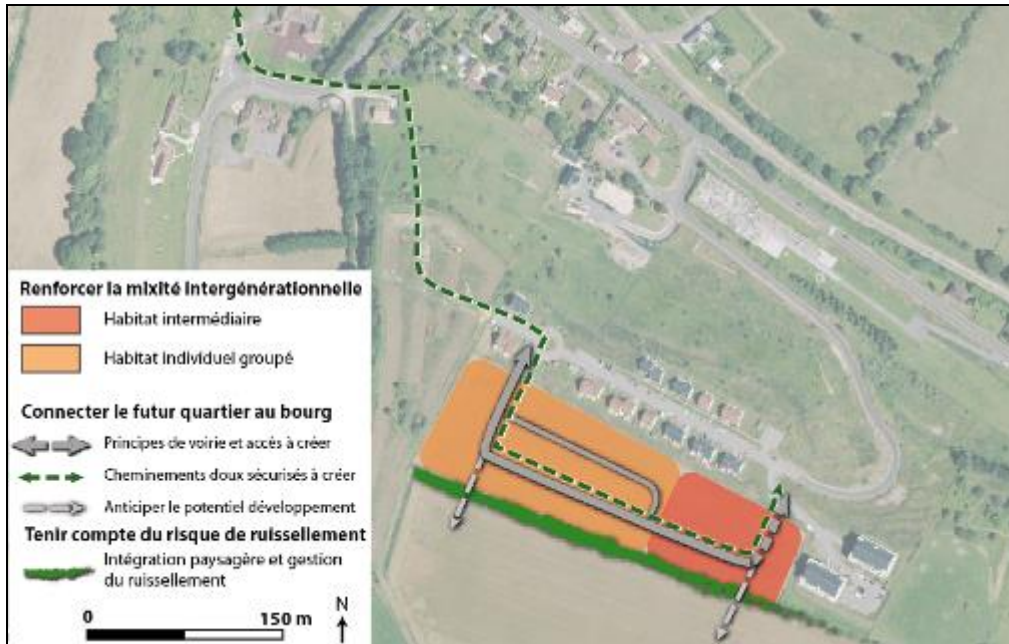 Renforcer la mixité intergénérationnelle
Habitat intermédiaire
Habitat individuel groupé
Connecter le futur quartier au bourg
Principes de voirie et accès à créer
Cheminements doux sécurisés à créer
Anticiper le potentiel développement
Tenir compte du risque de ruissellement
Intégration paysagère et gestion
du ruissellement
0 150 m
N